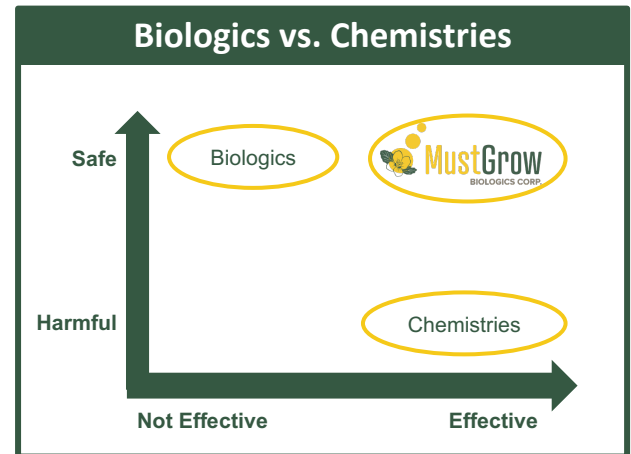 Biologics vs. Chemistries
Safe
Biologics
MustGrow
BIOLOGICS CORP.
Harmful
Chemistries
Not Effective
Effective